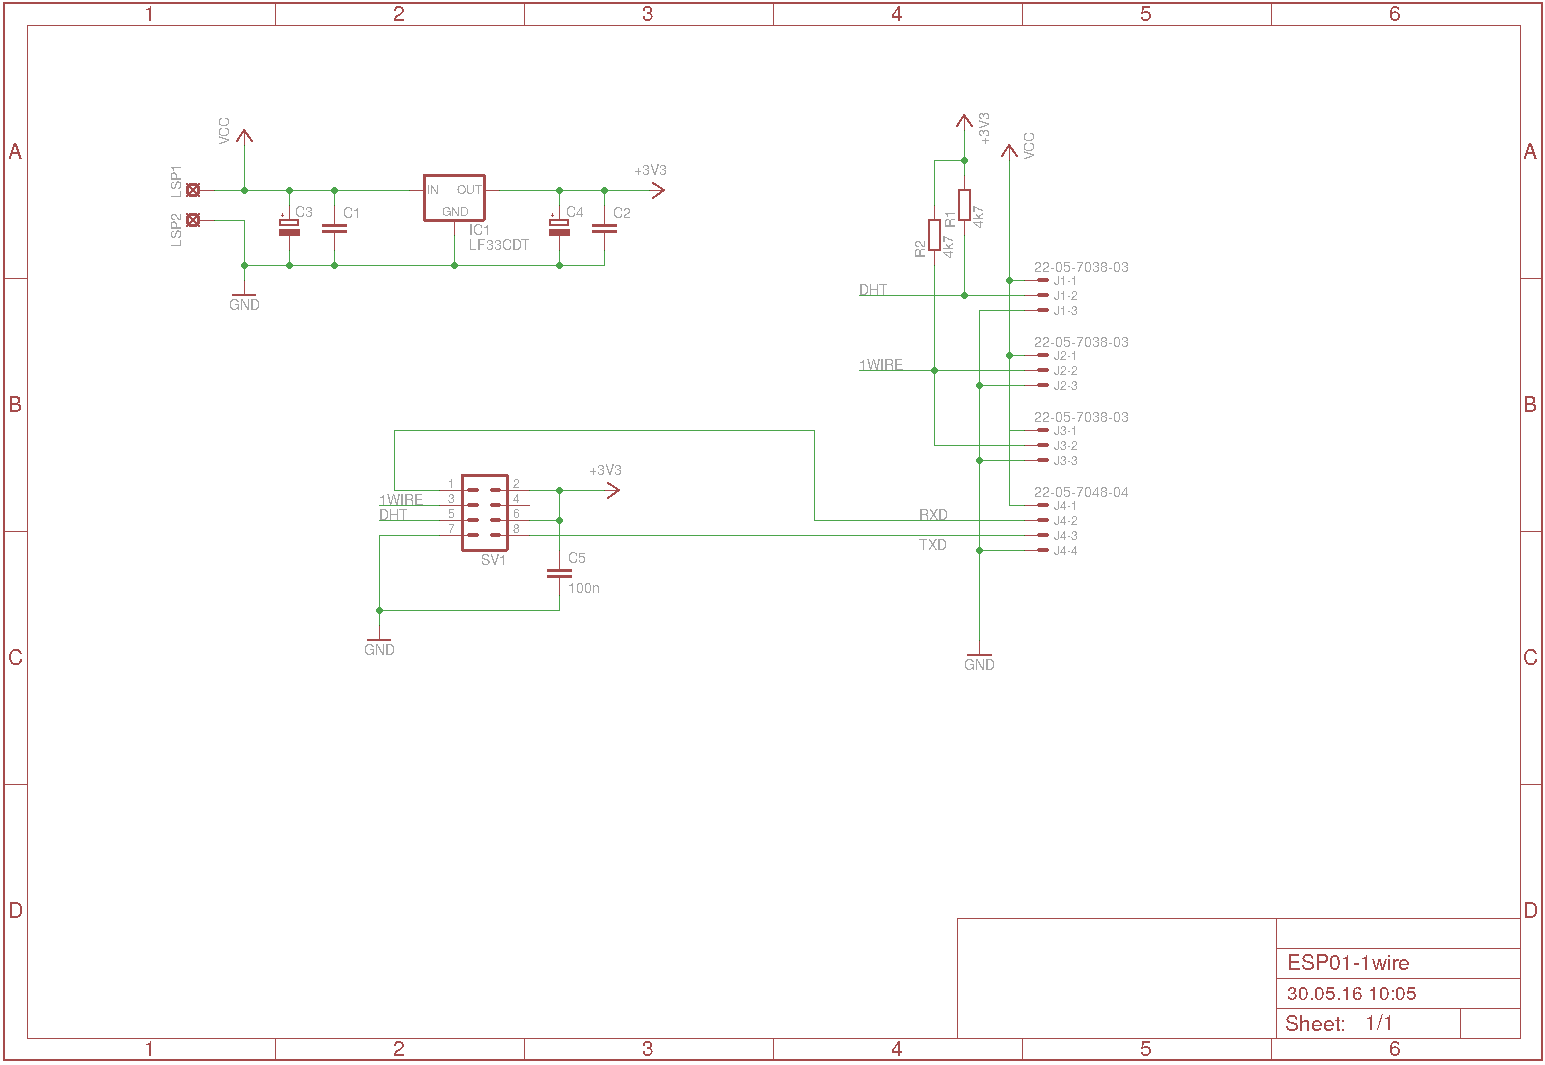 1 2 3 4 5 6
A A
B B
C C
D D
VCC
LSP1
LSP2
C3
C1
IN OUT
GND
IC1
LF33CDT
C4
C2
+3V3
GND
+3V3
VCC
R1
4k7
R2
4k7
DHT
22-05-7038-03
J1-1
J1-2
J1-3
1WIRE
22-05-7038-03
J2-1
J2-2
J2-3
22-05-7038-03
J3-1
J3-2
J3-3
22-05-7048-04
J4-1
J4-2
J4-3
J4-4
RXD
TXD
GND
+3V3
1WIRE
DHT
1 2
3 4
5 6
7 8
SV1
C5
100n
GND
ESP01-1wire
30.05.16 10:05
Sheet: 1/1
1 2 3 4 5 6